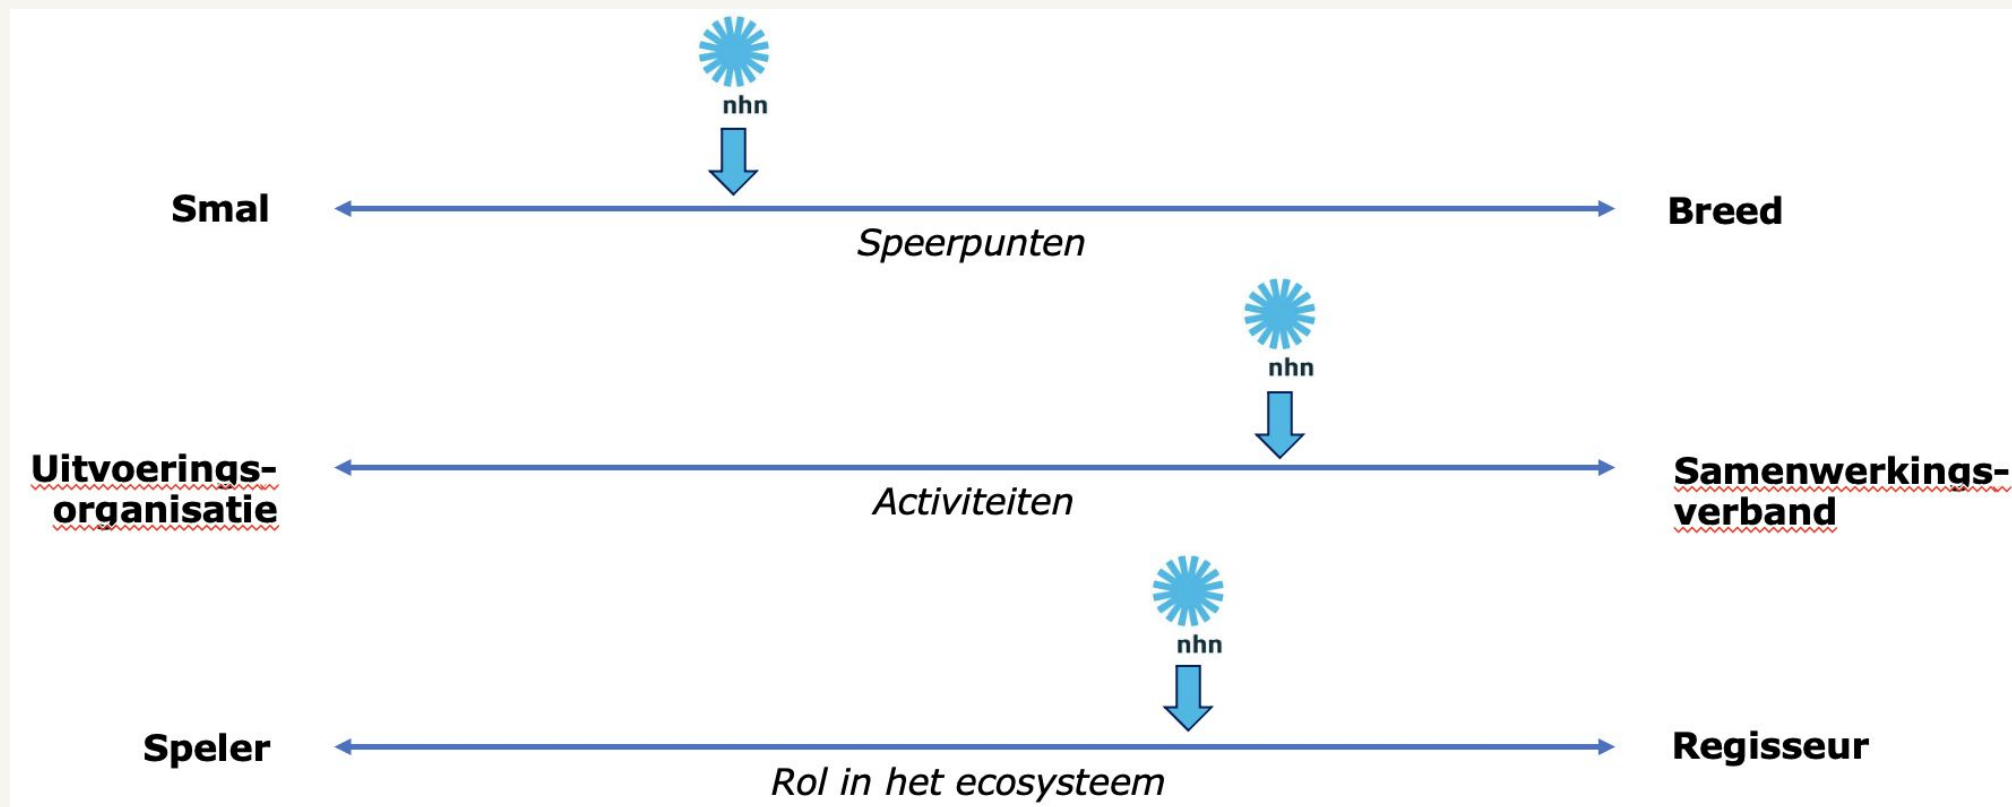 nhn
Smal
Breed
Speerpunten
nhn
Uitvoerings-
organisatie
Samenwerkings-
verband
Activiteiten
nhn
Speler
Regisseur
Rol in het ecosysteem